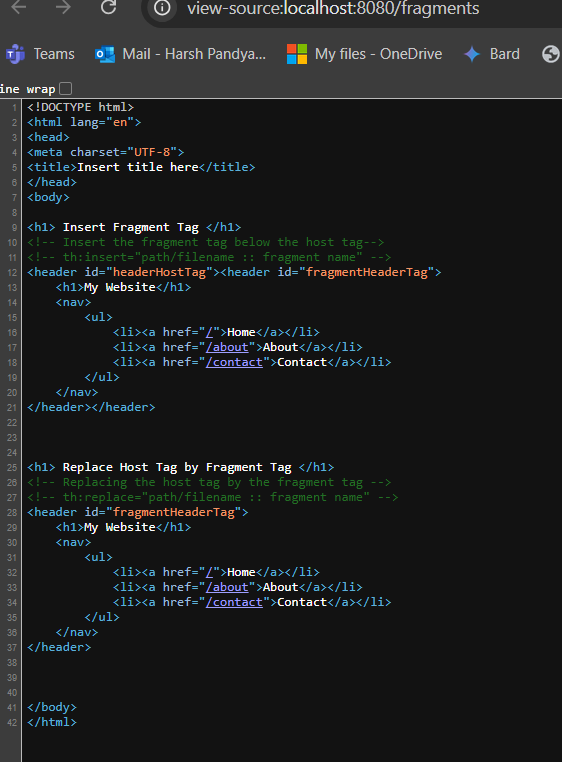 view-source:localhost:8080/fragments
Teams Mail - Harsh Pandya... My files - OneDrive Bard
ine wrap
1 <!DOCTYPE html>
2 <html lang="en">
3 <head>
4 <meta charset="UTF-8">
5 <title>Insert title here</title>
6 </head>
7 <body>
8
9 <h1> Insert Fragment Tag </h1>
10 <!-- Insert the fragment tag below the host tag-->
11 <!-- th:insert="path/filename :: fragment name" -->
12 <header id="headerHostTag"><header id="fragmentHeaderTag">
13     <h1>My Website</h1>
14     <nav>
15         <ul>
16             <li><a href="/">Home</a></li>
17             <li><a href="/about">About</a></li>
18             <li><a href="/contact">Contact</a></li>
19         </ul>
20     </nav>
21 </header></header>
22
23
24
25 <h1> Replace Host Tag by Fragment Tag </h1>
26 <!-- Replacing the host tag by the fragment tag -->
27 <!-- th:replace="path/filename :: fragment name" -->
28 <header id="fragmentHeaderTag">
29     <h1>My Website</h1>
30     <nav>
31         <ul>
32             <li><a href="/">Home</a></li>
33             <li><a href="/about">About</a></li>
34             <li><a href="/contact">Contact</a></li>
35         </ul>
36     </nav>
37 </header>
38
39
40
41 </body>
42 </html>